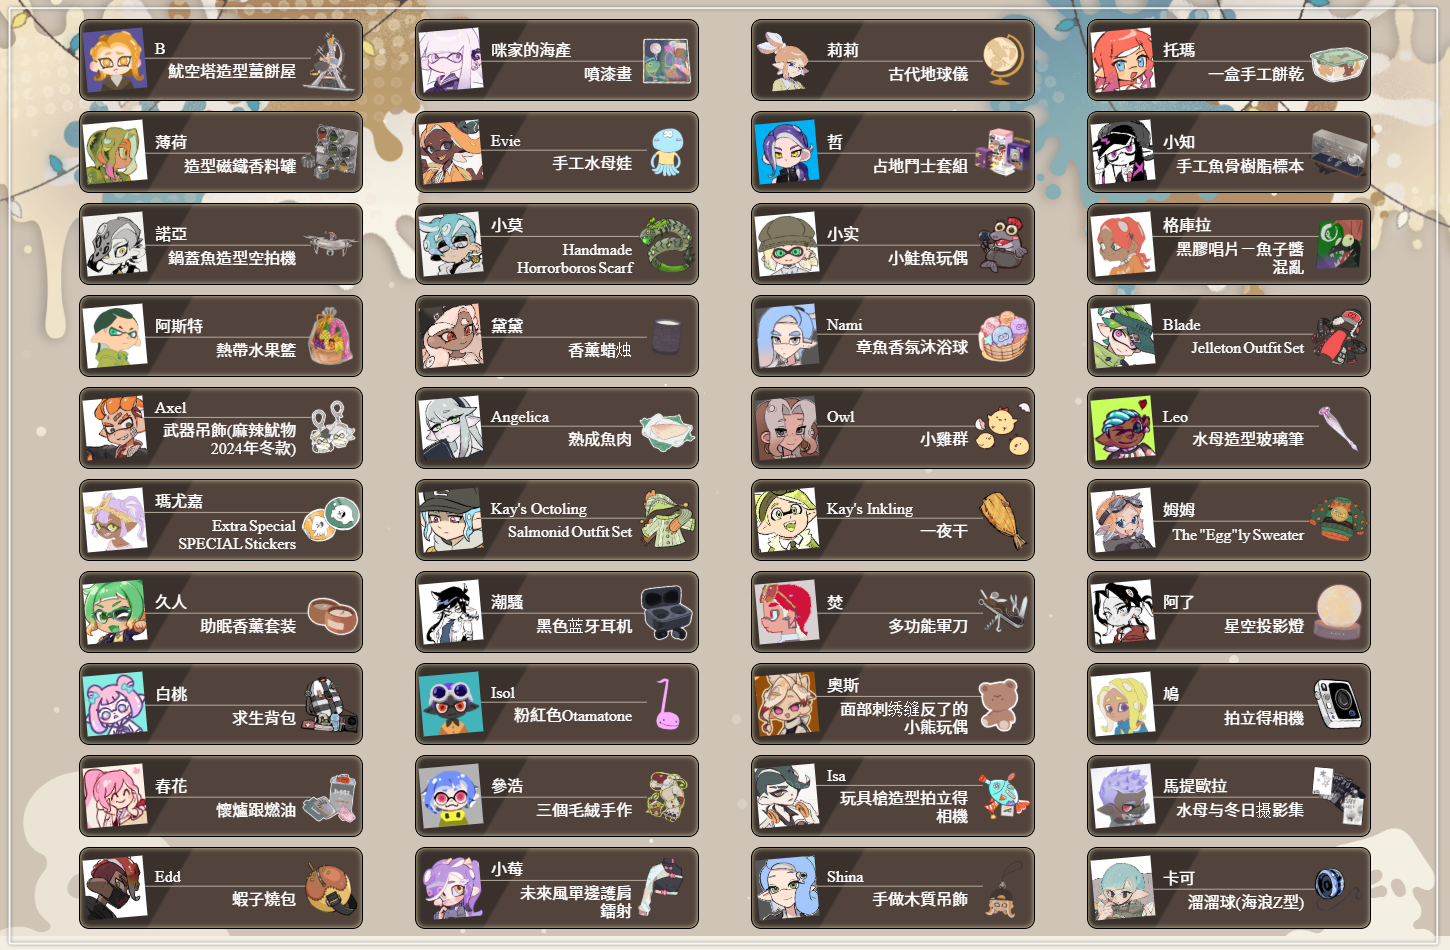 B
魷空塔造型薑餅屋
咪家的海產
噴漆畫
莉莉
古代地球儀
托瑪
一盒手工餅乾
薄荷
造型磁鐵香料罐
Evie
手工水母娃
哲
占地鬥士套組
小知
手工魚骨樹脂標本
諾亞
鍋蓋魚造型空拍機
小莫
Handmade
Horrorboros Scarf
小实
小鮭魚玩偶
格庫拉
黑膠唱片－魚子醬
混亂
阿斯特
熱帶水果籃
黛黛
香薰蜡烛
Nami
章魚香氛沐浴球
Blade
Jelleton Outfit Set
Axel
武器吊飾(麻辣魷物
2024年冬款)
Angelica
熟成魚肉
Owl
小雞群
Leo
水母造型玻璃筆
瑪尤嘉
Extra Special
SPECIAL Stickers
Kay's Octoling
Salmonid Outfit Set
Kay's Inkling
一夜干
姆姆
The "Egg"ly Sweater
久人
助眠香薰套装
潮騷
黑色蓝牙耳机
焚
多功能軍刀
阿了
星空投影燈
白桃
求生背包
Isol
粉紅色Otamatone
奧斯
面部刺绣缝反了的
小熊玩偶
鳩
拍立得相機
春花
懷爐跟燃油
參浩
三個毛絨手作
Isa
玩具槍造型拍立得
相機
馬提歐拉
水母与冬日摄影集
Edd
蝦子燒包
小莓
未來風單邊護肩
鐳射
Shina
手做木質吊飾
卡可
溜溜球(海浪Z型)